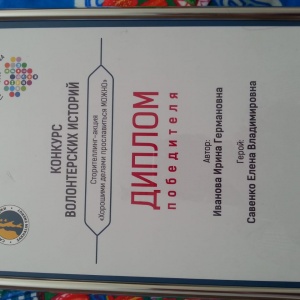 КОНКУРС
ВОЛОНТЕРСКИХ ИСТОРИЙ
Сторителлинг-акция
«Хорошими делами прославиться МОЖНО»
ДИПЛОМ
победителя
Автор:
Иванова Ирина Германовна
Герой:
Савенко Елена Владимировна